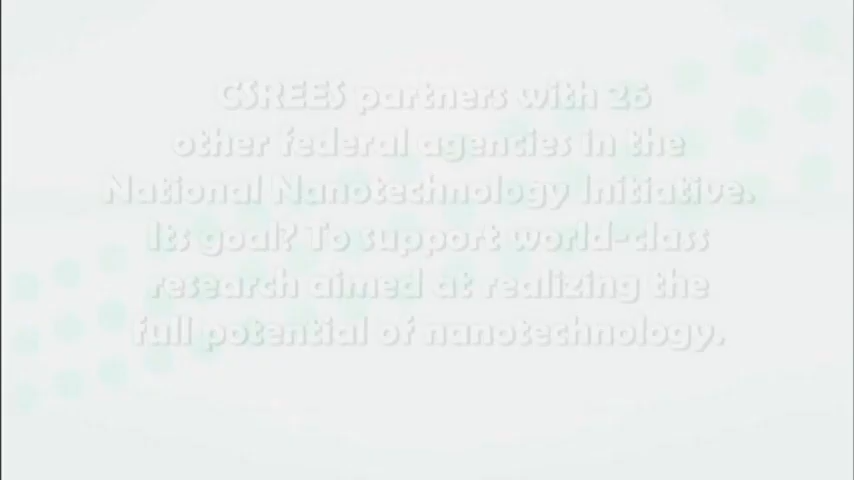 CSREES partners with 26
other federal agencies in the
National Nanotechnology Initiative.
Its goal? To support world-class
research aimed at realizing the
full potential of nanotechnology.